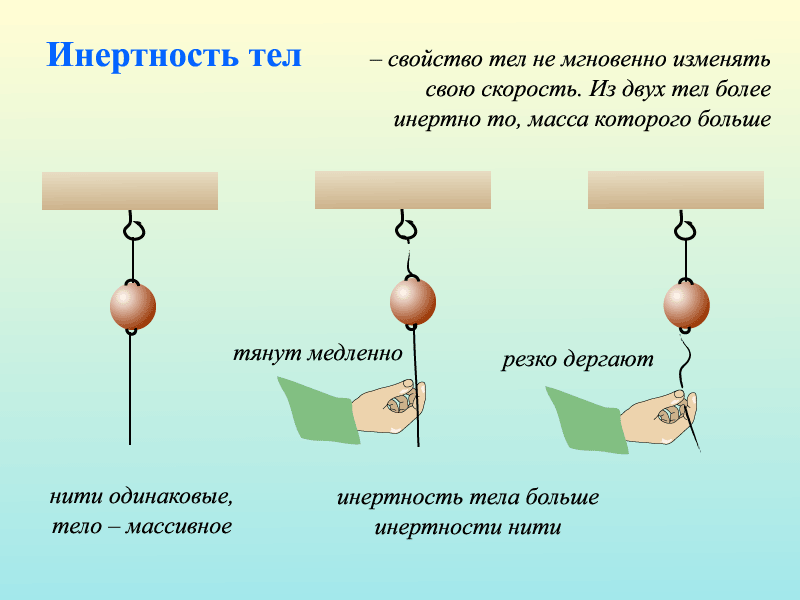 Инертность тел
– свойство тел не мгновенно изменять
свою скорость. Из двух тел более
инертно то, масса которого больше
тянут медленно
резко дергают
нити одинаковые,
тело – массивное
инертность тела больше
инертности нити